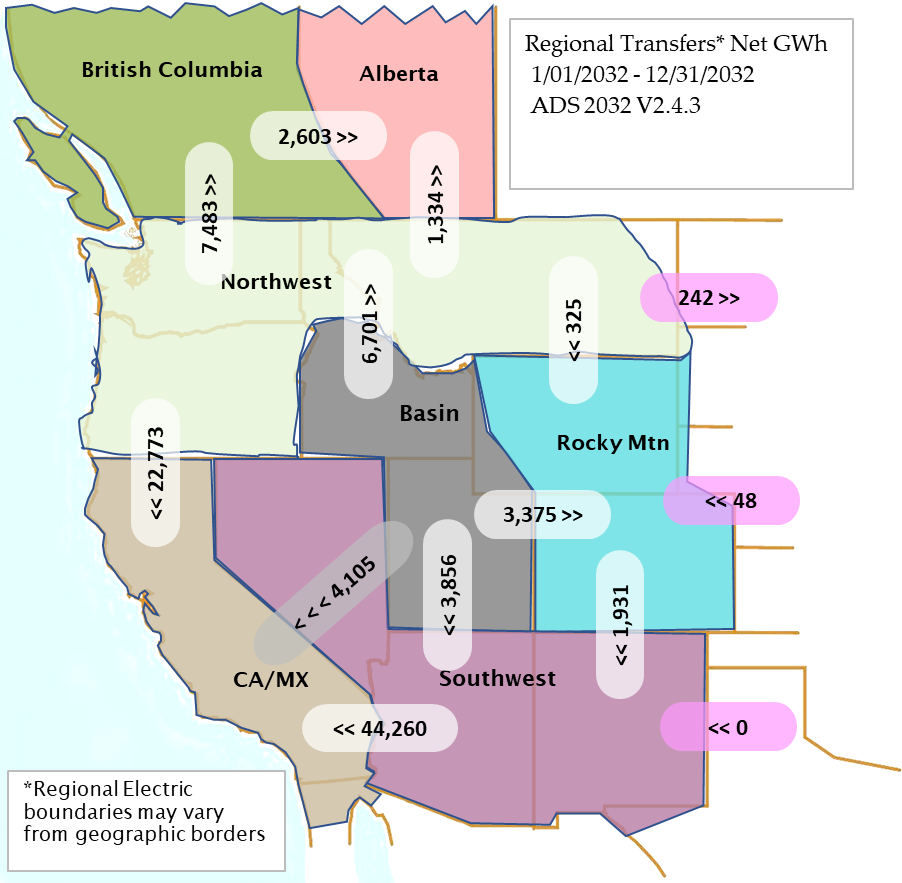 Regional Transfers* Net GWh
1/01/2032 - 12/31/2032
ADS 2032 V2.4.3
British Columbia
Alberta
2,603 >>
7,483 >>
1,334 >>
Northwest
6,701 >>
<< 325
242 >>
Basin
Rocky Mtn
<< 22,773
<< 48
3,375 >>
< < < 4,105
<< 3,856
<< 1,931
CA/MX
Southwest
<< 44,260
<< 0
*Regional Electric
boundaries may vary
from geographic borders